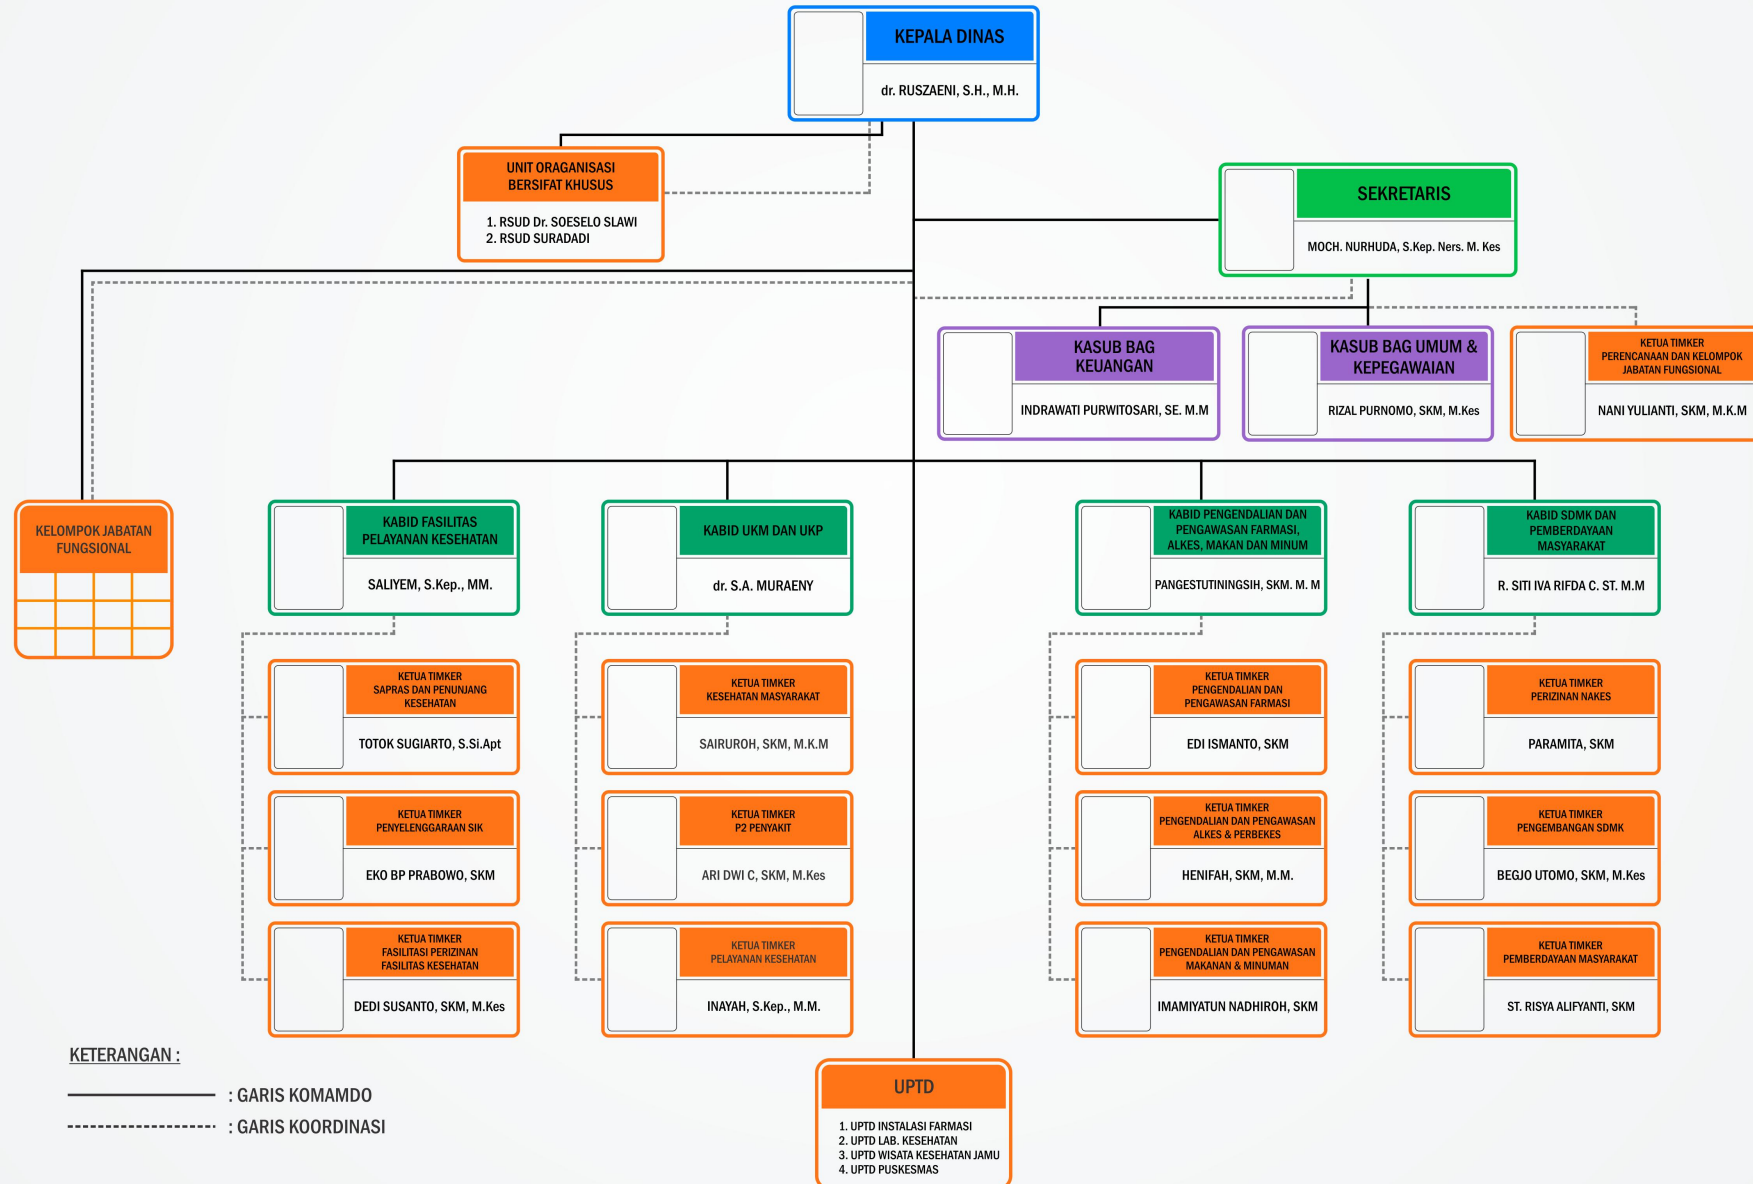 KEPALA DINAS
dr. RUSZAENI, S.H., M.H.
UNIT ORAGANISASI
BERSIFAT KHUSUS
1. RSUD Dr. SOESELO SLAWI
2. RSUD SURADADI
SEKRETARIS
MOCH. NURHUDA, S.Kep. Ners. M. Kes
KASUB BAG
KEUANGAN
INDRAWATI PURWITOSARI, SE. M.M
KASUB BAG UMUM &
KEPEGAWAIAN
RIZAL PURNOMO, SKM, M.Kes
KETUA TIMKER
PERENCANAAN DAN KELOMPOK
JABATAN FUNGSIONAL
NANI YULIANTI, SKM, M.K.M
KELOMPOK JABATAN
FUNGSIONAL
KABID FASILITAS
PELAYANAN KESEHATAN
SALIYEM, S.Kep., MM.
KABID UKM DAN UKP
dr. S.A. MURAENY
KABID PENGENDALIAN DAN
PENGAWASAN FARMASI,
ALKES, MAKAN DAN MINUM
PANGESTUTININGSIH, SKM. M. M
KABID SDMK DAN
PEMBERDAYAAN
MASYARAKAT
R. SITI IVA RIFDA C. ST. M.M
KETUA TIMKER
SAPRAS DAN PENUNJANG
KESEHATAN
TOTOK SUGIARTO, S.Si.Apt
KETUA TIMKER
KESEHATAN MASYARAKAT
SAIRUROH, SKM, M.K.M
KETUA TIMKER
PENGENDALIAN DAN
PENGAWASAN FARMASI
EDI ISMANTO, SKM
KETUA TIMKER
PERIZINAN NAKES
PARAMITA, SKM
KETUA TIMKER
PENYELENGGARAAN SIK
EKO BP PRABOWO, SKM
KETUA TIMKER
P2 PENYAKIT
ARI DWI C, SKM, M.Kes
KETUA TIMKER
PENGENDALIAN DAN PENGAWASAN
ALKES & PERBEKES
HENIFAH, SKM, M.M.
KETUA TIMKER
PENGEMBANGAN SDMK
BEGJO UTOMO, SKM, M.Kes
KETUA TIMKER
FASILITASI PERIZINAN
FASILITAS KESEHATAN
DEDI SUSANTO, SKM, M.Kes
KETUA TIMKER
PELAYANAN KESEHATAN
INAYAH, S.Kep., M.M.
KETUA TIMKER
PENGENDALIAN DAN PENGAWASAN
MAKANAN & MINUMAN
IMAMIYATUN NADHIROH, SKM
KETUA TIMKER
PEMBERDAYAAN MASYARAKAT
ST. RISYA ALIFYANTI, SKM
KETERANGAN :
: GARIS KOMAMDO
: GARIS KOORDINASI
UPTD
1. UPTD INSTALASI FARMASI
2. UPTD LAB. KESEHATAN
3. UPTD WISATA KESEHATAN JAMU
4. UPTD PUSKESMAS